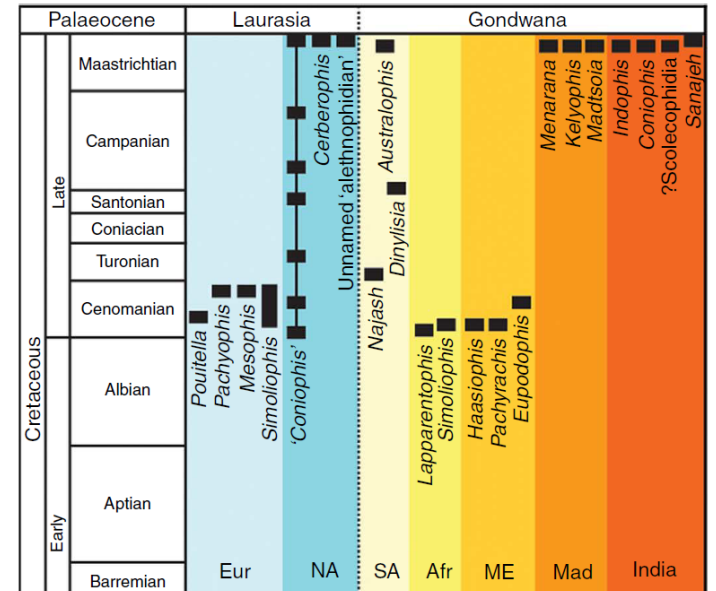 Palaeocene
Laurasia
Gondwana
Cretaceous
Late
Early
Maastrichtian
Campanian
Santonian
Coniacian
Turonian
Cenomanian
Albian
Aptian
Barremian
Pouitella
Pachyophis
Mesophis
Simoliophis
'Coniophis'
Cerberophis
Unnamed 'alethnophidian'
Najash
Australophis
Dinylisia
Lapparentophis
Simoliophis
Haasiophis
Pachyrachis
Eupodophis
Menarana
Kelyophis
Madtsoia
Indophis
Coniophis
?Scolecophidia
Sanajeh
Eur
NA
SA
Afr
ME
Mad
India